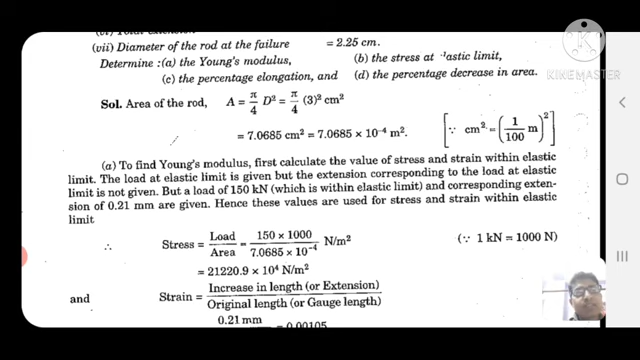 (vii) Diameter of the rod at the failure = 2.25 cm.
Determine : (a) the Young's modulus, (b) the stress at elastic limit,
(c) the percentage elongation, and (d) the percentage decrease in area.
Sol. Area of the rod, A = π/4 D² = π/4 (3)² cm²
= 7.0685 cm² = 7.0685 × 10⁻⁴ m². [∵ cm² = (1/100 m)²]
(a) To find Young's modulus, first calculate the value of stress and strain within elastic
limit. The load at elastic limit is given but the extension corresponding to the load at elastic
limit is not given. But a load of 150 kN (which is within elastic limit) and corresponding exten-
sion of 0.21 mm are given. Hence these values are used for stress and strain within elastic
limit
∴ Stress = Load/Area = 150 × 1000/7.0685 × 10⁻⁴ N/m² (∵ 1 kN = 1000 N)
= 21220.9 × 10⁴ N/m²
and Strain = Increase in length (or Extension)/Original length (or Gauge length)
0.21 mm
= 0.00105
KINEMASTER